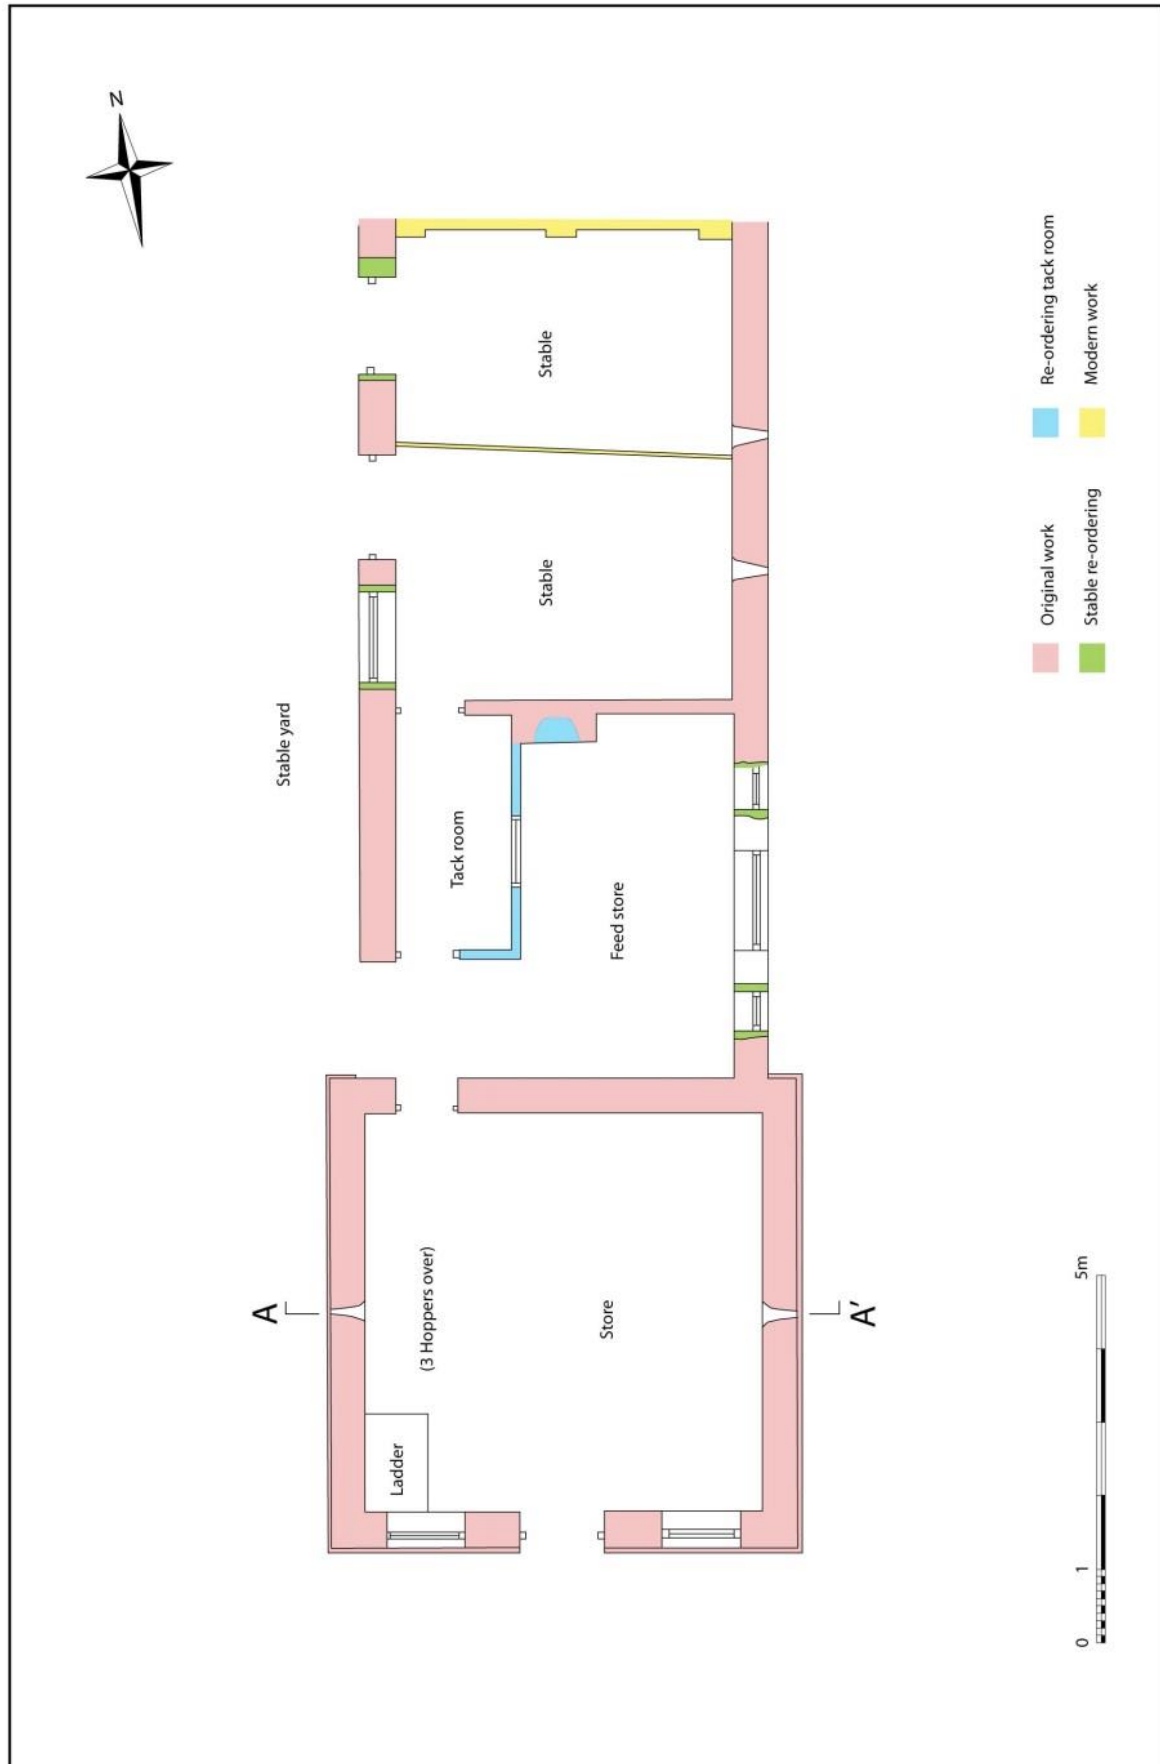 N
Stable yard
Stable
Stable
Tack room
Feed store
A
(3 Hoppers over)
Ladder
Store
A’
Original work
Re-ordering tack room
Stable re-ordering
Modern work
0
1
5m